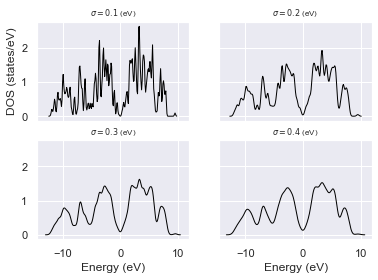 σ = 0.1 (eV)
σ = 0.2 (eV)
DOS (states/eV)
2
1
0
σ = 0.3 (eV)
σ = 0.4 (eV)
2
1
0
−10 0 10
−10 0 10
Energy (eV)
Energy (eV)